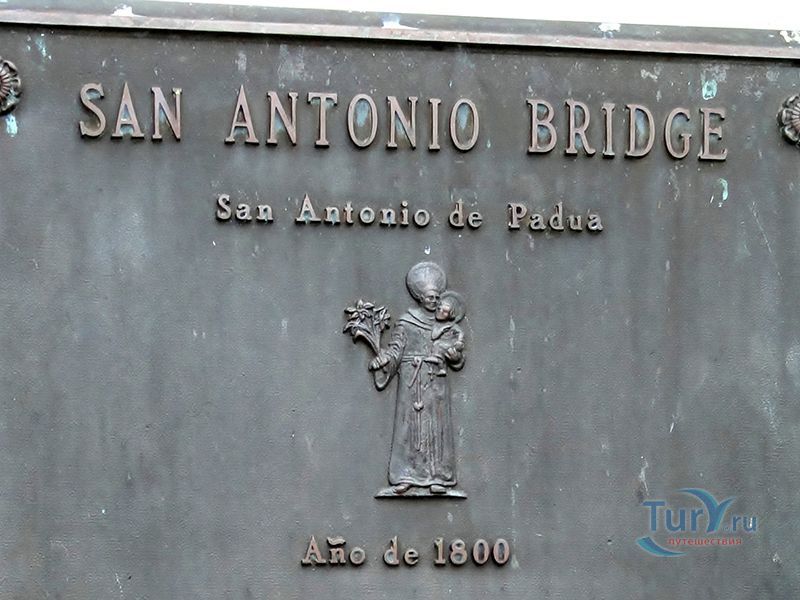 SAN ANTONIO BRIDGE
San Antonio de Padua
Año de 1800
Tury.ru
путешествия